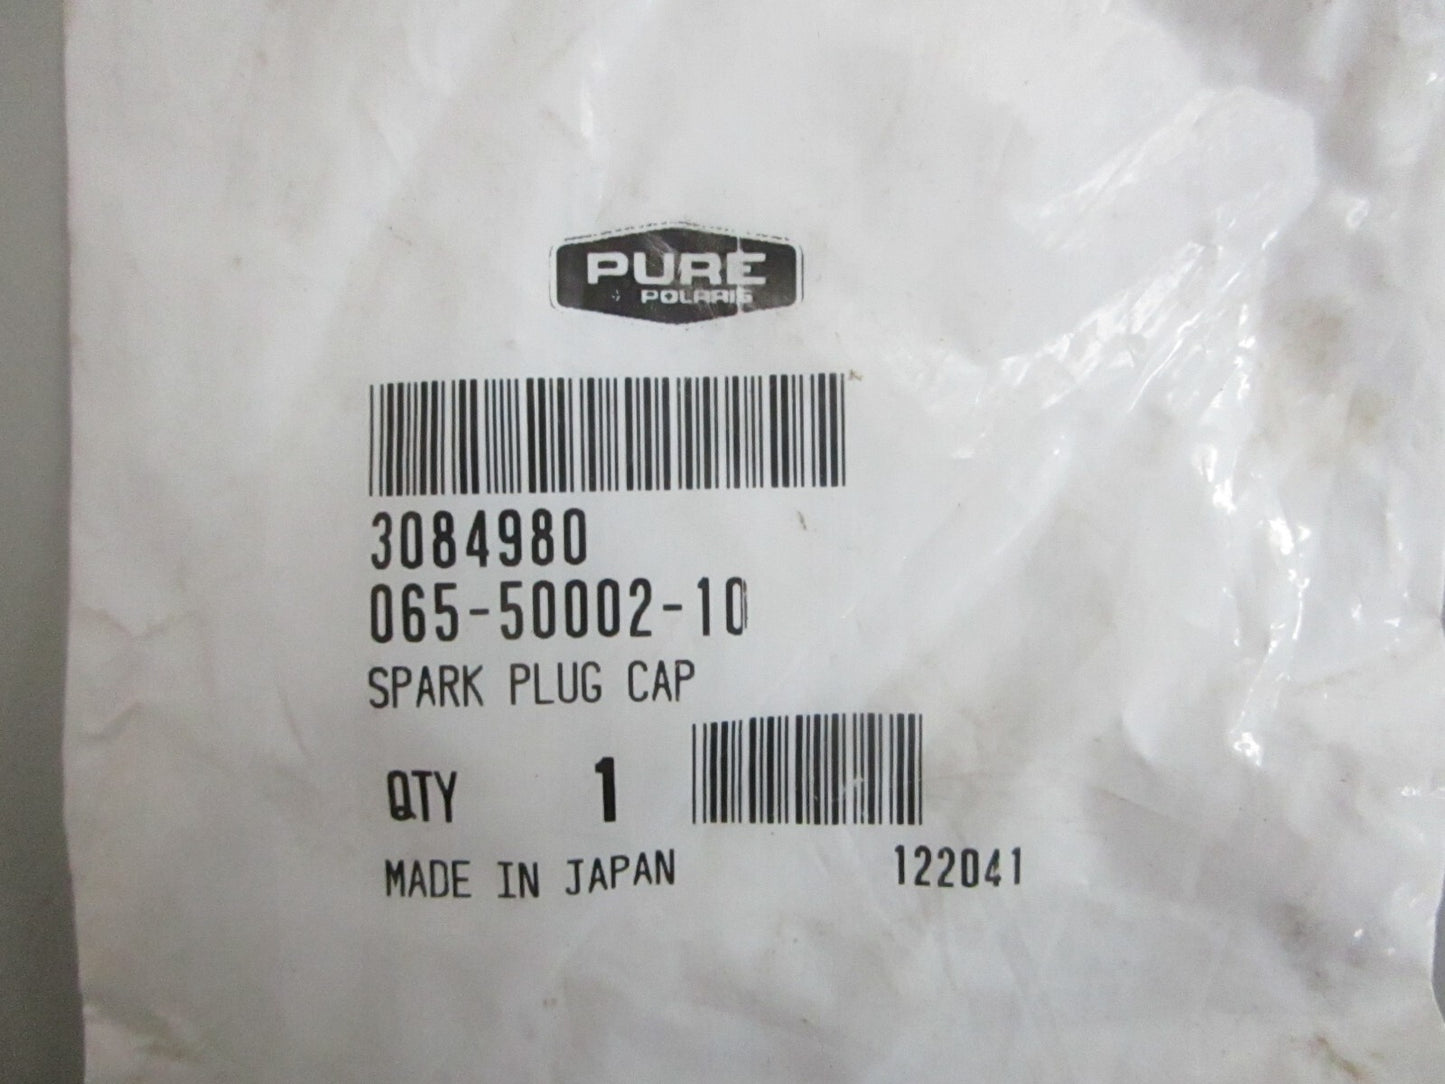 PURE
POLARIS
3084980
065-50002-10
SPARK PLUG CAP
QTY 1
MADE IN JAPAN 122041